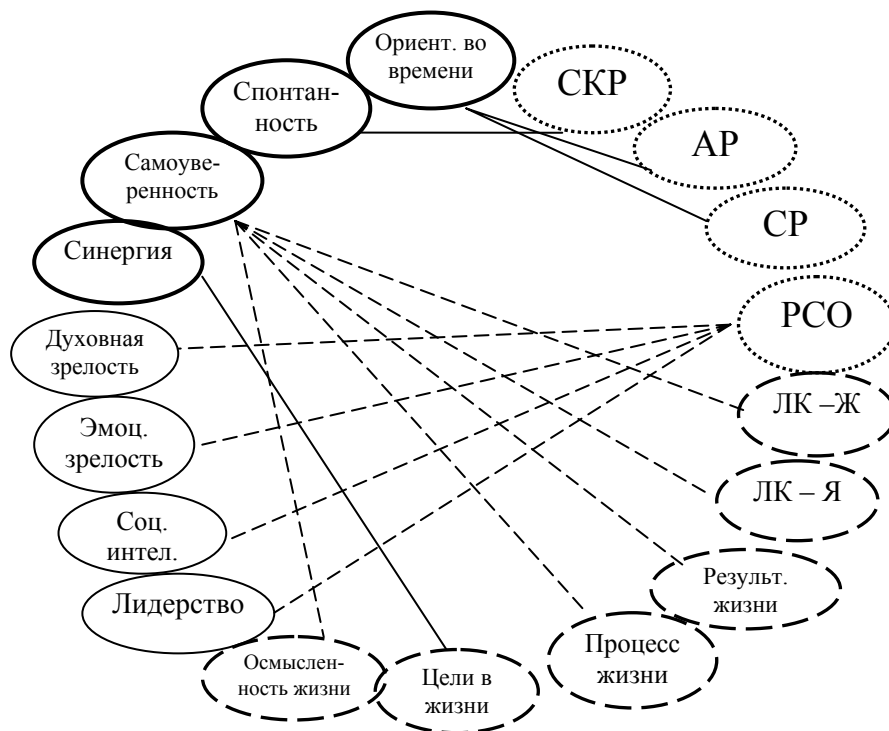 Ориент. во
времени
СКР
Спонтан-
ность
АР
Самоуве-
ренность
СР
Синергия
РСО
Духовная
зрелость
ЛК –Ж
Эмоц.
зрелость
ЛК – Я
Соц.
интел.
Результ.
жизни
Лидерство
Процесс
жизни
Осмыслен-
ность жизни
Цели в
жизни